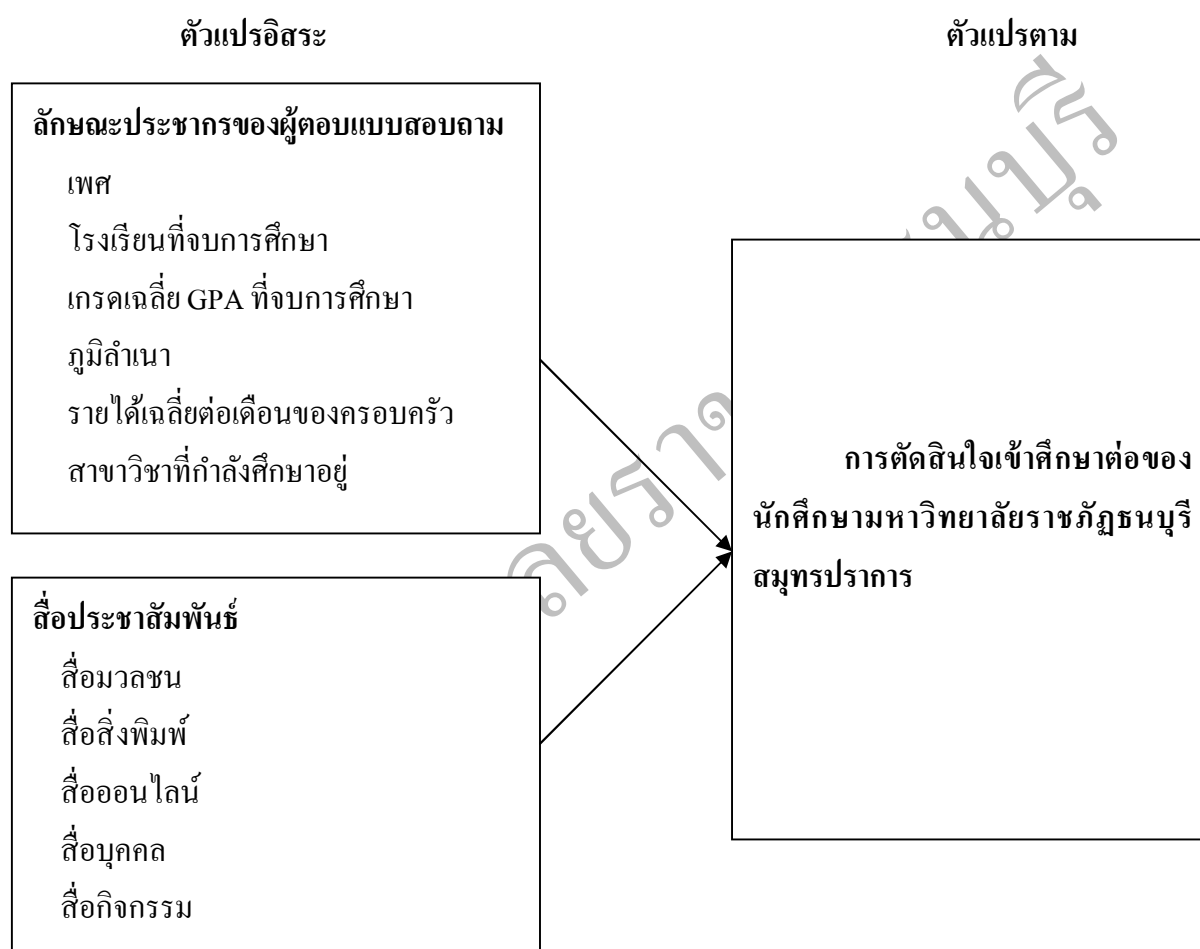 ตัวแปรอิสระ
ตัวแปรตาม
ลักษณะประชากรของผู้ตอบแบบสอบถาม
เพศ
โรงเรียนที่จบการศึกษา
เกรดเฉลี่ย GPA ที่จบการศึกษา
ภูมิลำเนา
รายได้เฉลี่ยต่อเดือนของครอบครัว
สาขาวิชาที่กำลังศึกษาอยู่
สื่อประชาสัมพันธ์
สื่อมวลชน
สื่อสิ่งพิมพ์
สื่อออนไลน์
สื่อบุคคล
สื่อกิจกรรม
การตัดสินใจเข้าศึกษาต่อของ
นักศึกษามหาวิทยาลัยราชภัฏธนบุรี
สมุทรปราการ